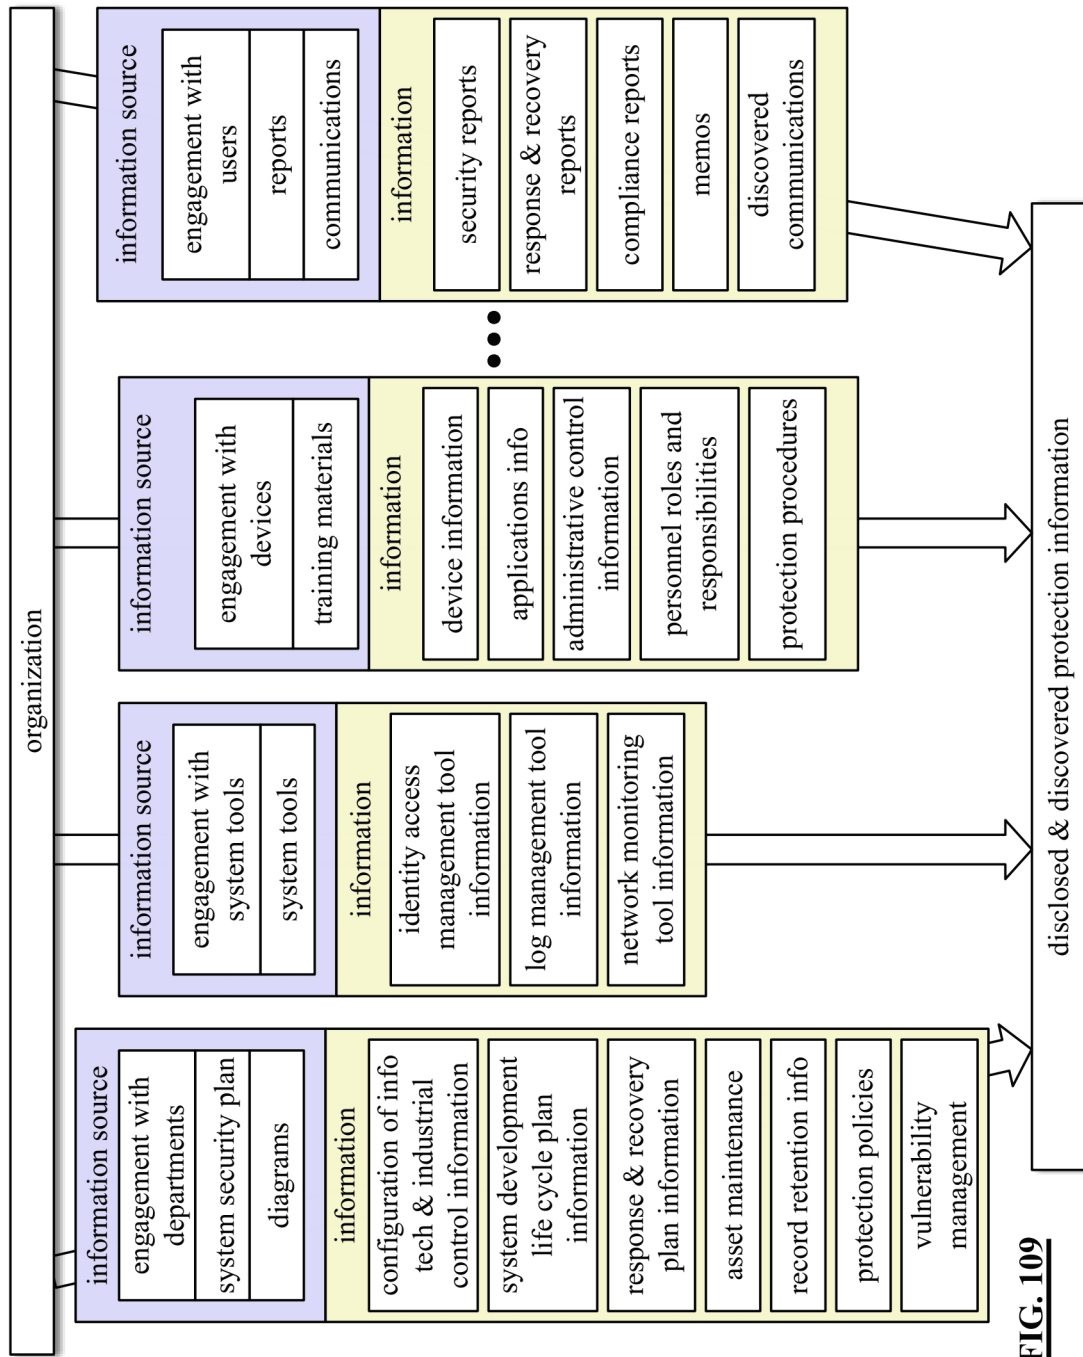 organization
information source
engagement with
departments
system security plan
diagrams
information
configuration of info
tech & industrial
control information
system development
life cycle plan
information
response & recovery
plan information
asset maintenance
record retention info
protection policies
vulnerability
management
information source
engagement with
system tools
system tools
information
identity access
management tool
information
log management tool
information
network monitoring
tool information
information source
engagement with
devices
training materials
information
device information
applications info
administrative control
information
personnel roles and
responsibilities
protection procedures
information source
engagement with
users
reports
communications
information
security reports
response & recovery
reports
compliance reports
memos
discovered
communications
disclosed & discovered protection information
FIG. 109